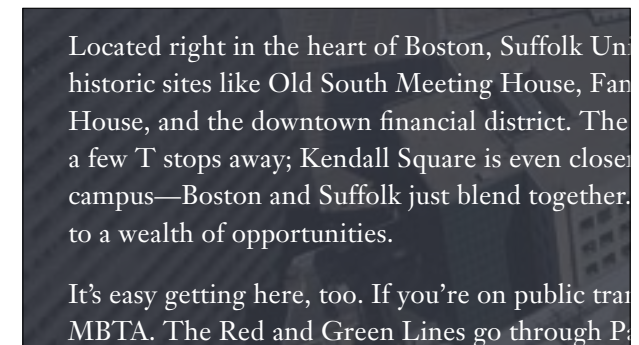 Located right in the heart of Boston, Suffolk
historic sites like Old South Meeting House,
House, and the downtown financial district. The
a few T stops away; Kendall Square is even
campus—Boston and Suffolk just blend together.
to a wealth of opportunities.
It’s easy getting here, too. If you’re on public
MBTA. The Red and Green Lines go through